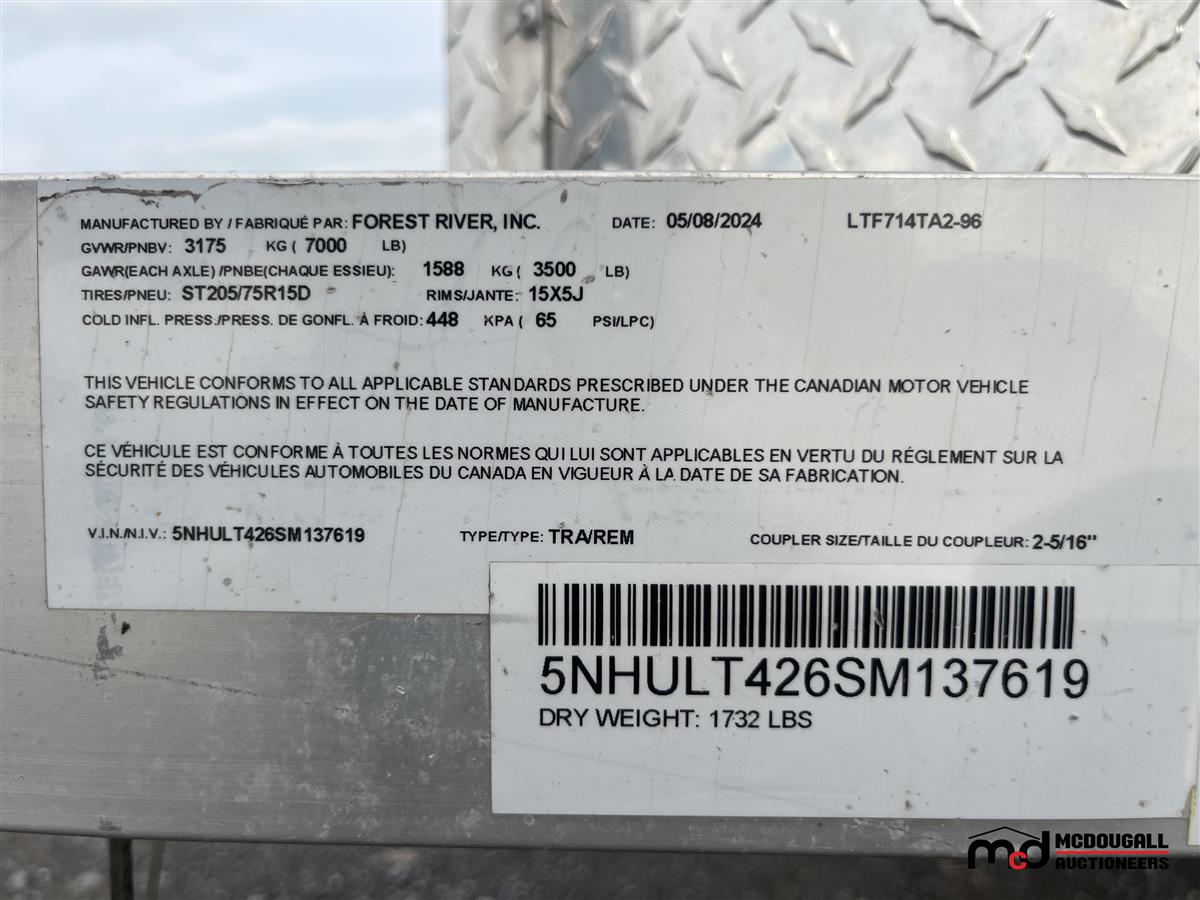 MANUFACTURED BY / FABRIQUÉ PAR: FOREST RIVER, INC. DATE: 05/08/2024 LTF714TA2-96
GVWR/PNBV: 3175 KG ( 7000 LB)
GAWR(EACH AXLE) /PNBE(CHAQUE ESSIEU): 1588 KG ( 3500 LB)
TIRES/PNEU: ST205/75R15D RIMS/JANTE: 15X5J
COLD INFL. PRESS./PRESS. DE GONFL. À FROID: 448 KPA ( 65 PSI/LPC)
THIS VEHICLE CONFORMS TO ALL APPLICABLE STANDARDS PRESCRIBED UNDER THE CANADIAN MOTOR VEHICLE
SAFETY REGULATIONS IN EFFECT ON THE DATE OF MANUFACTURE.
CE VÉHICULE EST CONFORME À TOUTES LES NORMES QUI LUI SONT APPLICABLES EN VERTU DU RÉGLEMENT SUR LA
SÉCURITÉ DES VÉHICULES AUTOMOBILES DU CANADA EN VIGUEUR À LA DATE DE SA FABRICATION.
V.I.N./N.I.V.: 5NHULT426SM137619 TYPE/TYPE: TRA/REM COUPLER SIZE/TAILLE DU COUPLEUR: 2-5/16"
5NHULT426SM137619
DRY WEIGHT: 1732 LBS
mcd MCDOUGALL
AUCTIONEERS